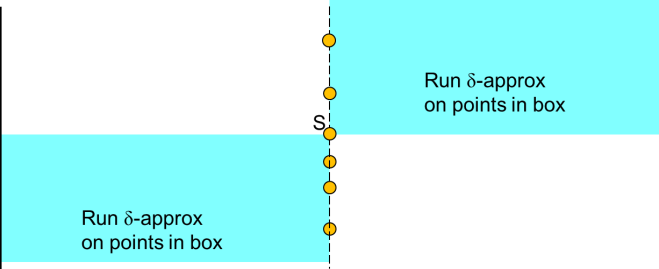 Run δ-approx
on points in box
S
Run δ-approx
on points in box